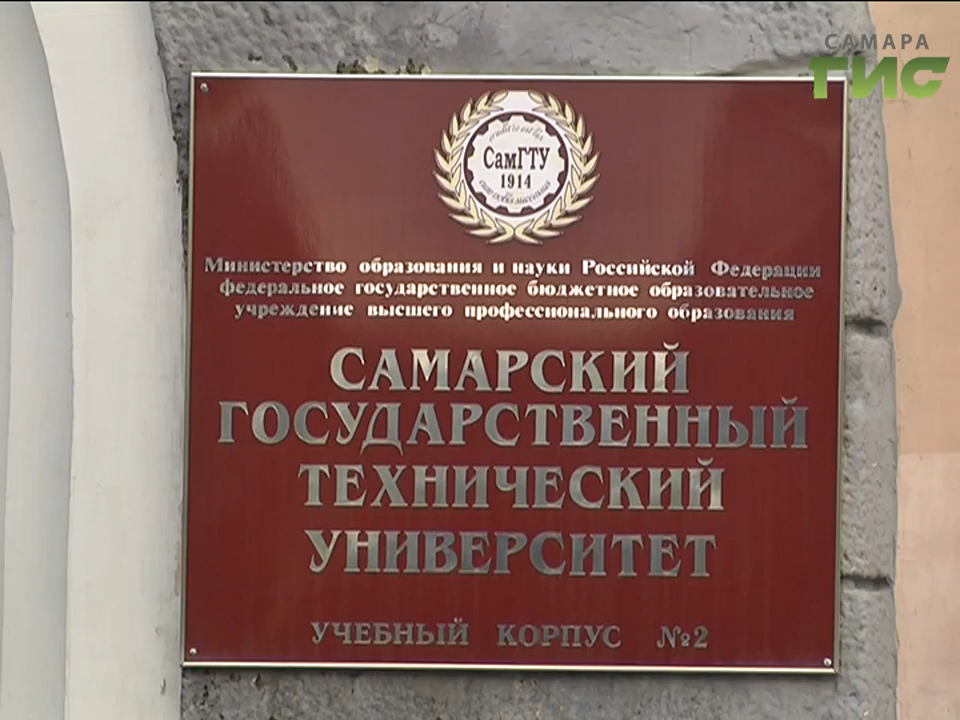 САМАРА
ГИС
СамГТУ
1914
Министерство образования и науки Российской Федерации
федеральное государственное бюджетное образовательное
учреждение высшего профессионального образования
САМАРСКИЙ
ГОСУДАРСТВЕННЫЙ
ТЕХНИЧЕСКИЙ
УНИВЕРСИТЕТ
УЧЕБНЫЙ КОРПУС №2